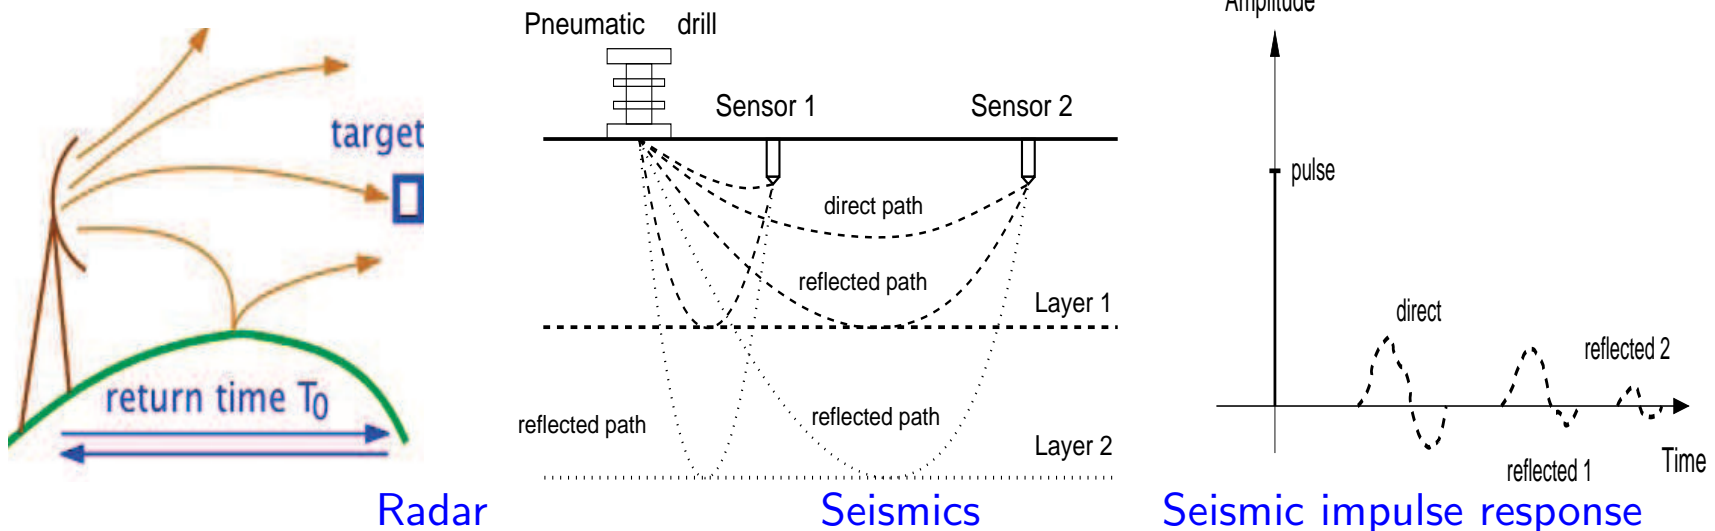 target
return time T0
Radar
Pneumatic drill
Sensor 1
Sensor 2
direct path
reflected path
Layer 1
reflected path
reflected path
Layer 2
Seismics
Amplitude
pulse
direct
reflected 2
reflected 1
Time
Seismic impulse response